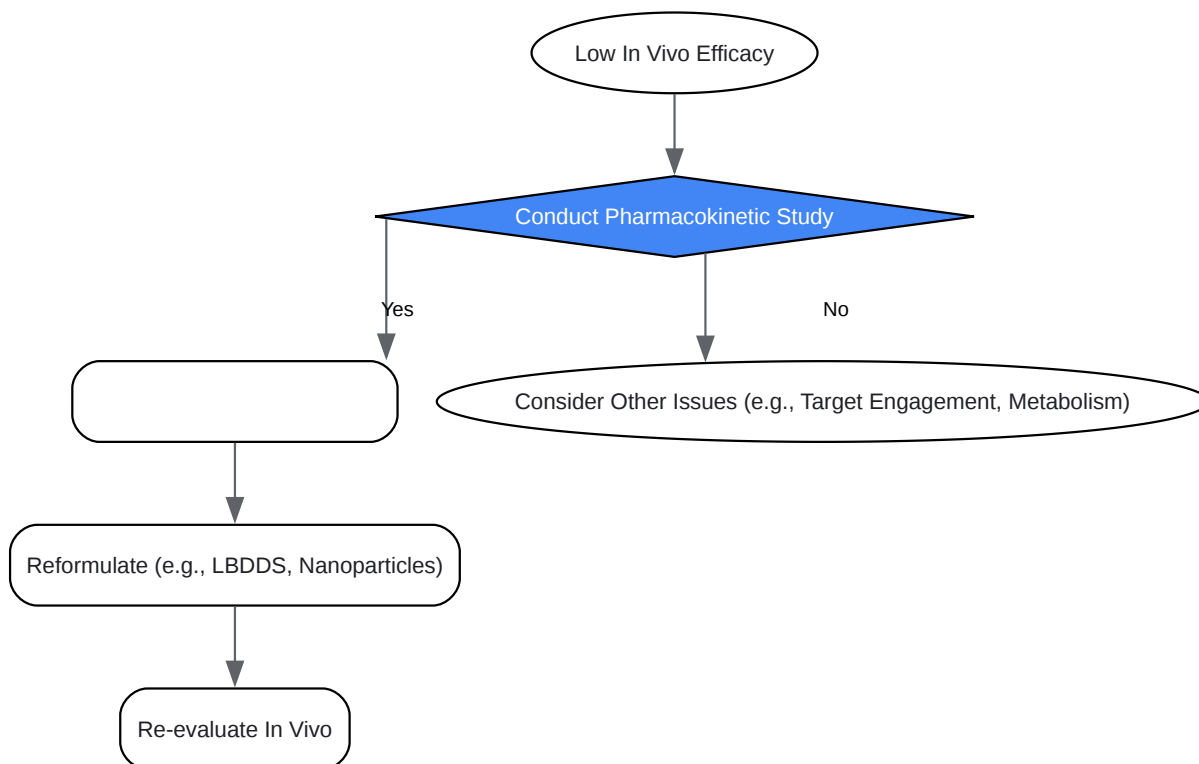 Low In Vivo Efficacy
Conduct Pharmacokinetic Study
Yes
No
Consider Other Issues (e.g., Target Engagement, Metabolism)
Reformulate (e.g., LBDDS, Nanoparticles)
Re-evaluate In Vivo